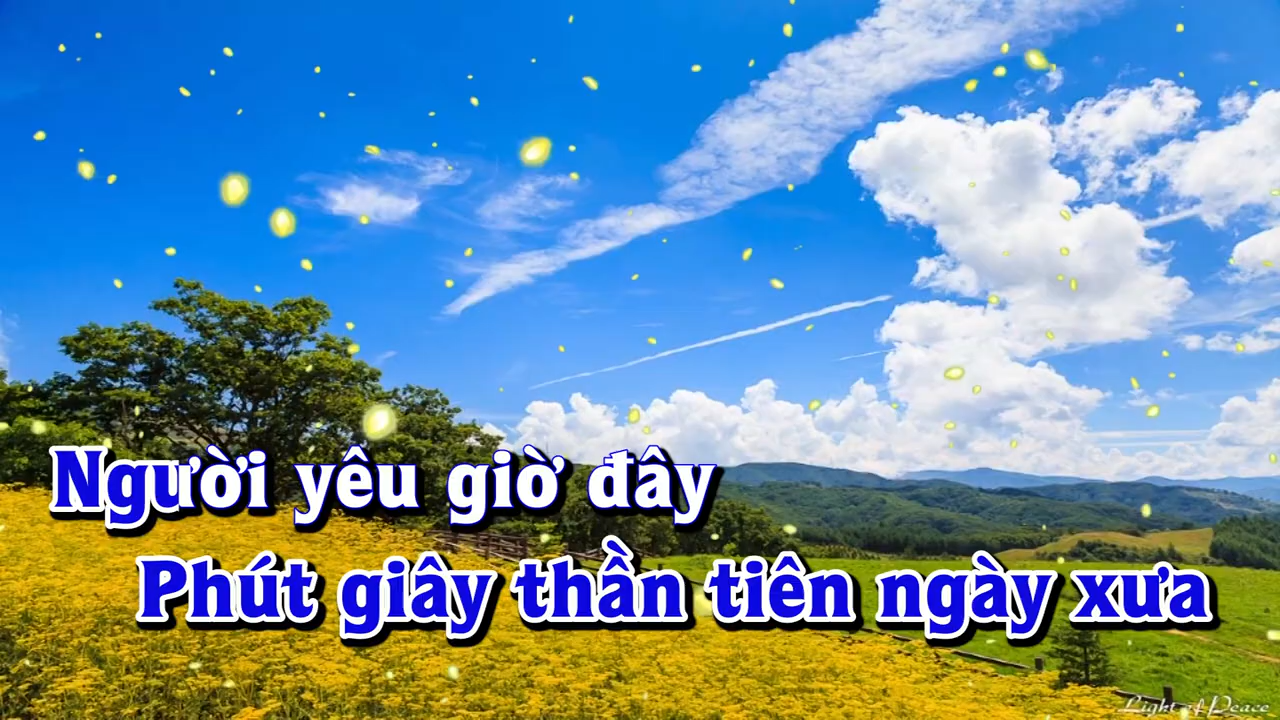 Người yêu giờ đây
Phút giây thần tiên ngày xưa
Light of Peace